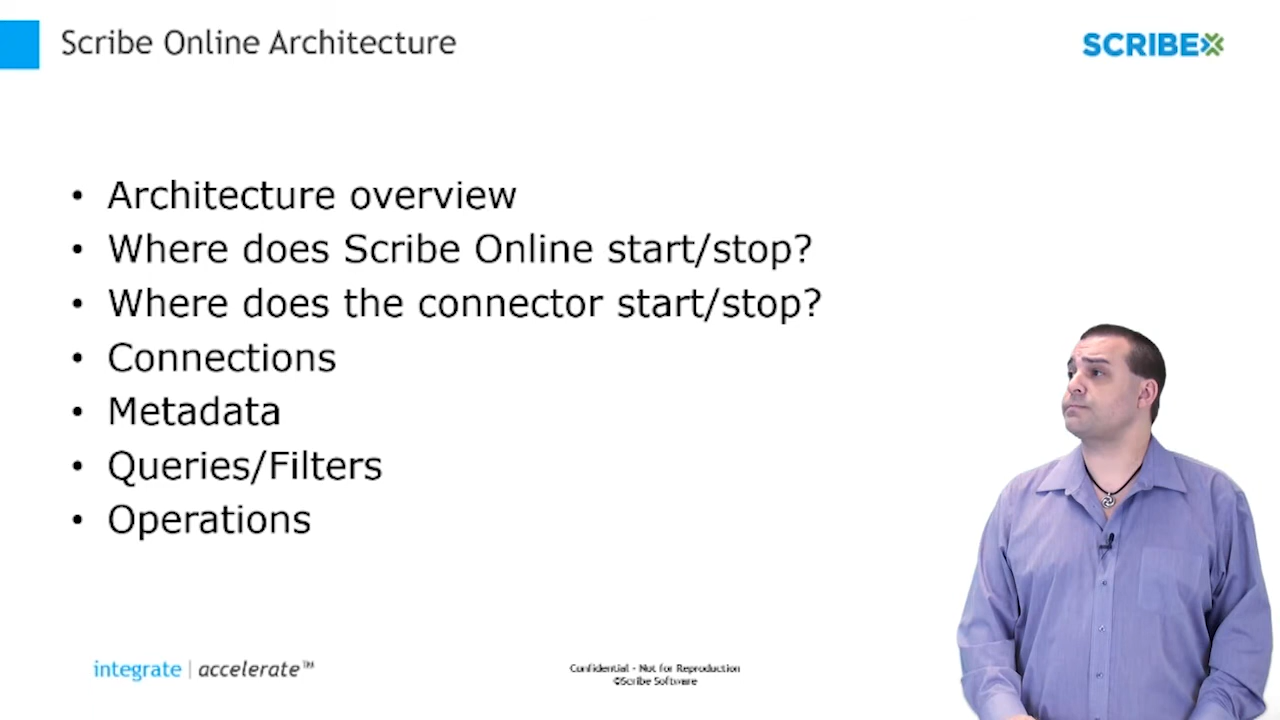 Scribe Online Architecture
SCRIBE
• Architecture overview
• Where does Scribe Online start/stop?
• Where does the connector start/stop?
• Connections
• Metadata
• Queries/Filters
• Operations
integrate | accelerate™
Confidential - Not for Reproduction
©Scribe Software